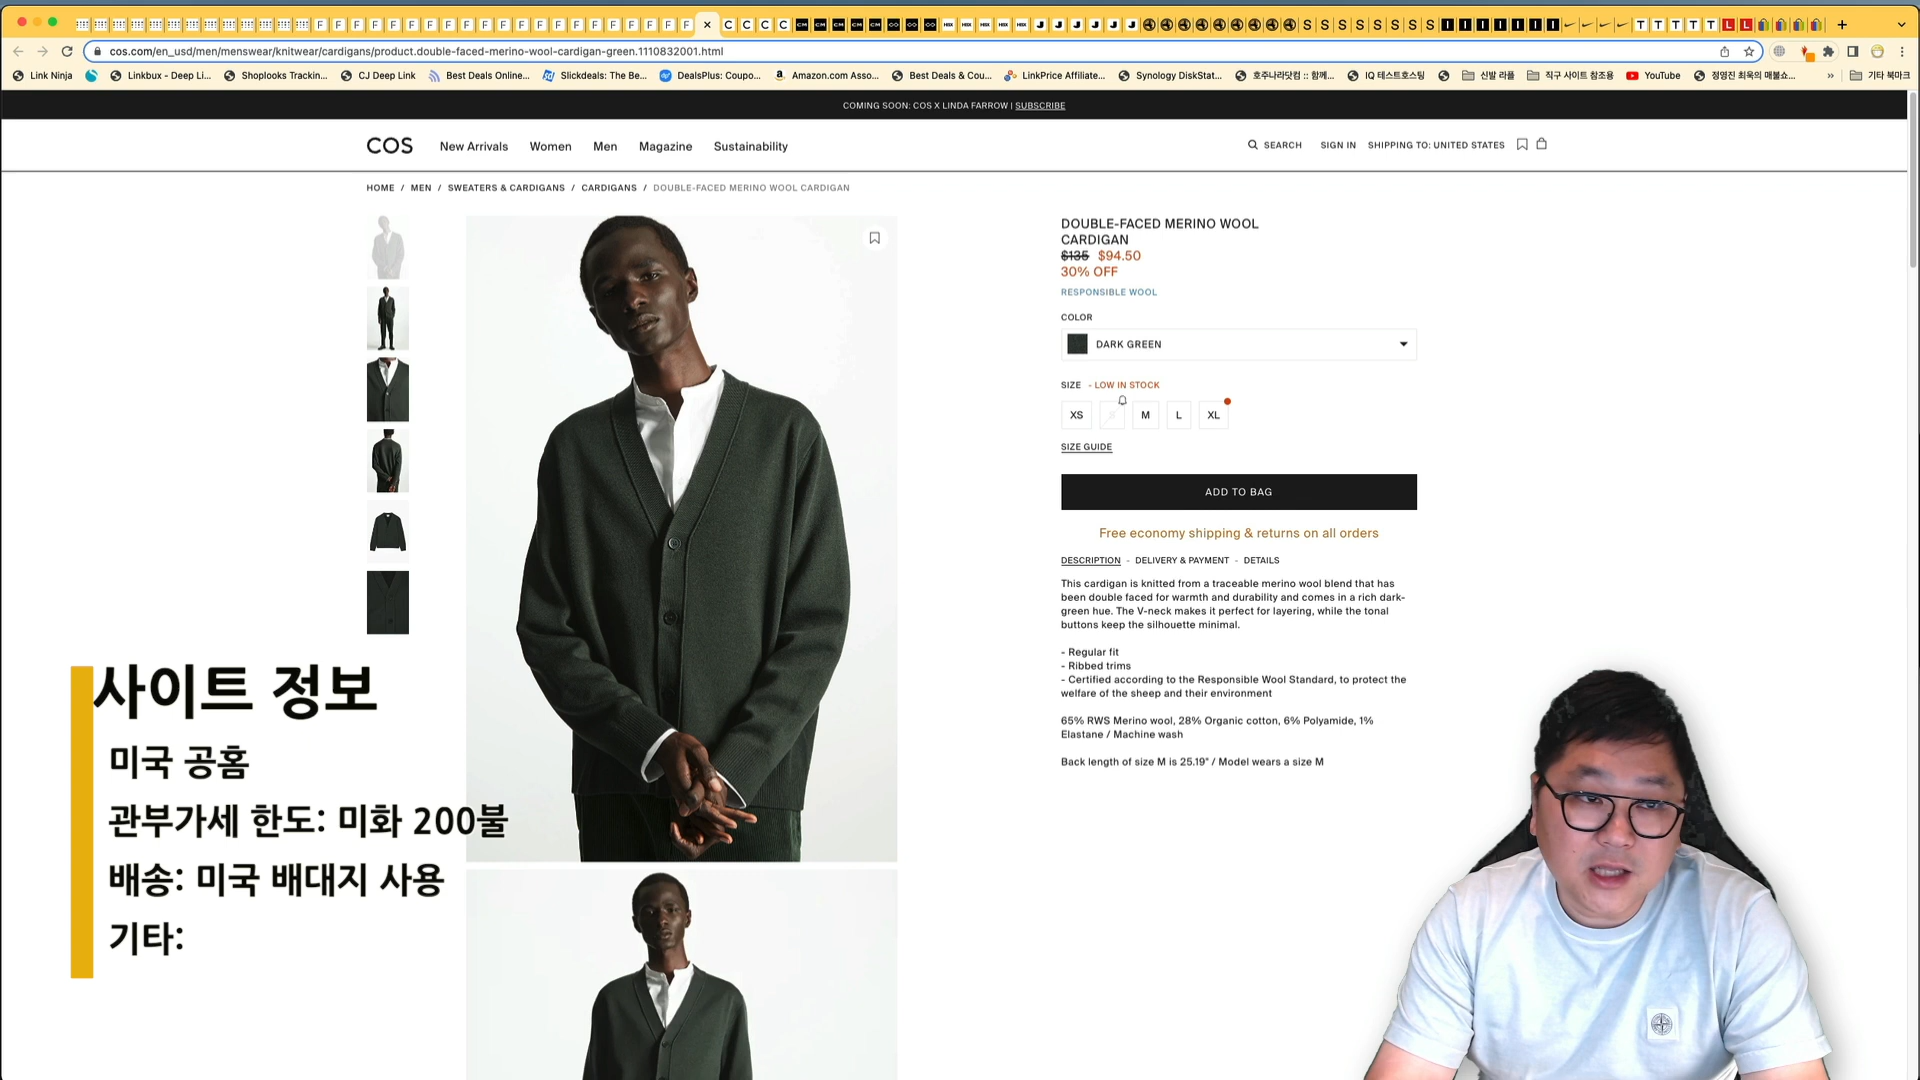 cos.com/en_usd/men/menswear/knitwear/cardigans/product.double-faced-merino-wool-cardigan-green.1110832001.html
Link Ninja
Linkbux - Deep Li...
Shoplooks Trackin...
CJ Deep Link
Best Deals Online...
Slickdeals: The Be...
DealsPlus: Coupo...
Amazon.com Asso...
Best Deals & Cou...
LinkPrice Affiliate...
Synology DiskStat...
호주나라닷컴 :: 함께...
IQ 테스트호스팅
신발 라플
직구 사이트 참조용
YouTube
정영진 최욱의 매불쇼...
»
기타 북마크
COMING SOON: COS X LINDA FARROW | SUBSCRIBE
COS
New Arrivals
Women
Men
Magazine
Sustainability
SEARCH
SIGN IN
SHIPPING TO: UNITED STATES
HOME / MEN / SWEATERS & CARDIGANS / CARDIGANS / DOUBLE-FACED MERINO WOOL CARDIGAN
DOUBLE-FACED MERINO WOOL
CARDIGAN
$135 $94.50
30% OFF
RESPONSIBLE WOOL
COLOR
DARK GREEN
SIZE - LOW IN STOCK
XS
M
L
XL
SIZE GUIDE
ADD TO BAG
Free economy shipping & returns on all orders
DESCRIPTION - DELIVERY & PAYMENT - DETAILS
This cardigan is knitted from a traceable merino wool blend that has
been double faced for warmth and durability and comes in a rich dark-
green hue. The V-neck makes it perfect for layering, while the tonal
buttons keep the silhouette minimal.
- Regular fit
- Ribbed trims
- Certified according to the Responsible Wool Standard, to protect the
welfare of the sheep and their environment
65% RWS Merino wool, 28% Organic cotton, 6% Polyamide, 1%
Elastane / Machine wash
Back length of size M is 25.19" / Model wears a size M
사이트 정보
미국 공홈
관부가세 한도: 미화 200불
배송: 미국 배대지 사용
기타: